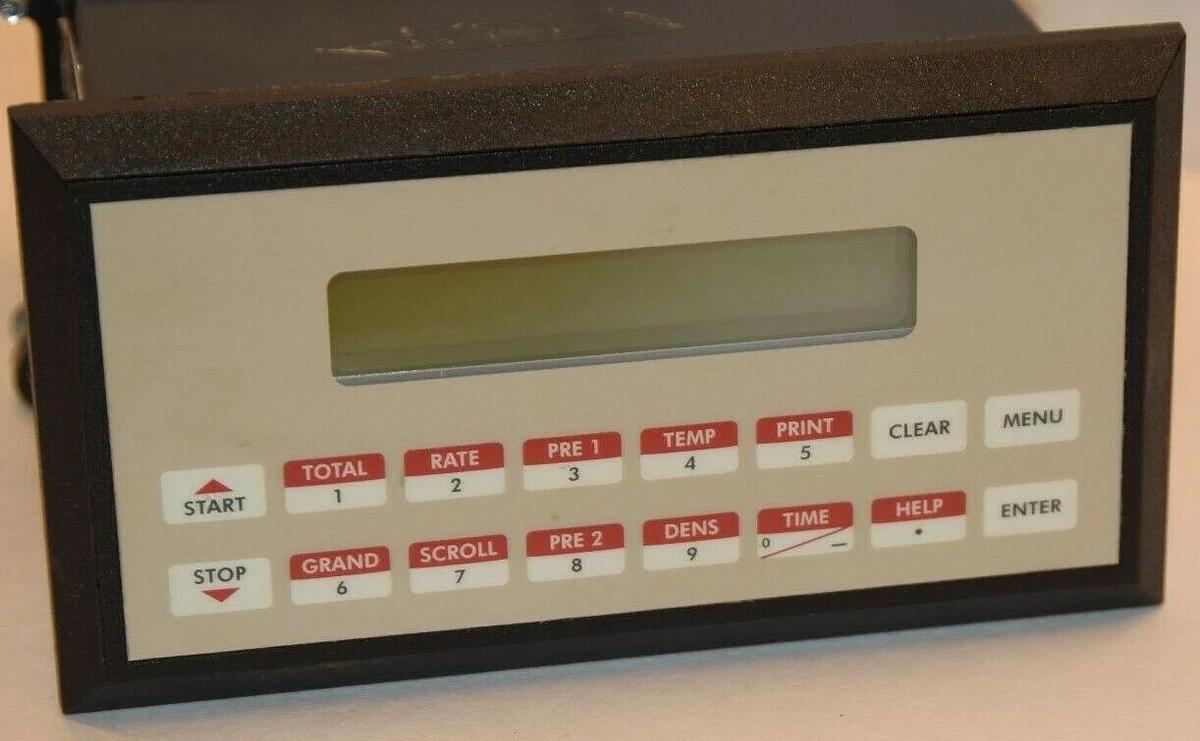 ▲
START
TOTAL
1
RATE
2
PRE 1
3
TEMP
4
PRINT
5
CLEAR
MENU
STOP
▼
GRAND
6
SCROLL
7
PRE 2
8
DENS
9
TIME
0 –
HELP
•
ENTER